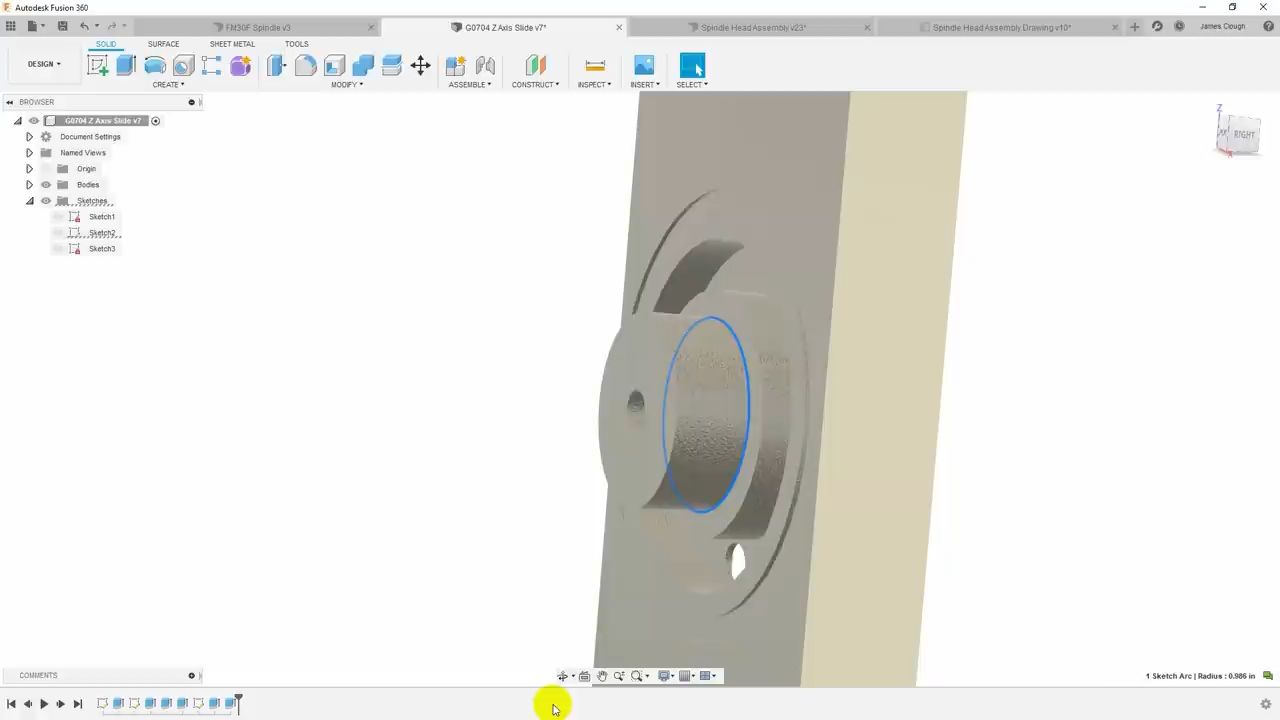 Autodesk Fusion 360
FM30F Spindle v3
G0704 Z Axis Slide v7*
Spindle Head Assembly v23*
Spindle Head Assembly Drawing v10*
James Clough
SOLID
SURFACE
SHEET METAL
TOOLS
DESIGN
CREATE
MODIFY
ASSEMBLE
CONSTRUCT
INSPECT
INSERT
SELECT
BROWSER
G0704 Z Axis Slide v7
Document Settings
Named Views
Origin
Bodies
Sketches
Sketch1
Sketch2
Sketch3
Z
RIGHT
X
COMMENTS
1 Sketch Arc | Radius : 0.986 in